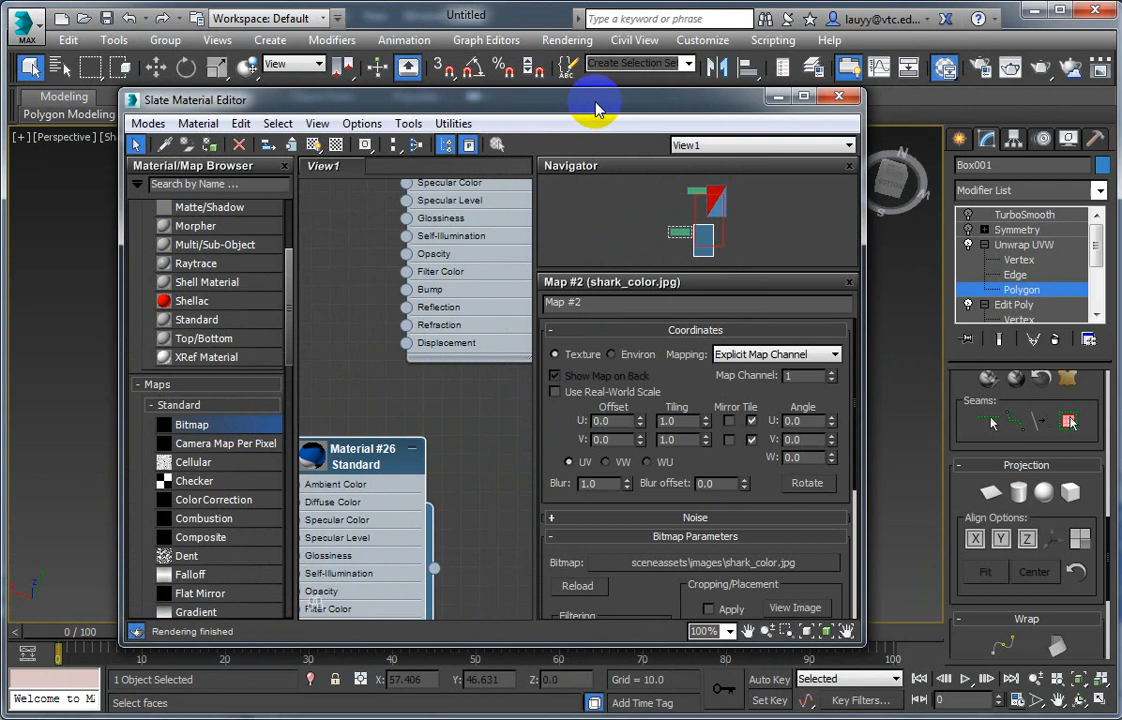 MAX
Workspace: Default
Untitled
Type a keyword or phrase
lauyy@vtc.ed...
Edit Tools Group Views Create Modifiers Animation Graph Editors Rendering Civil View Customize Scripting Help
View
3
ABC
Create Selection Se
Modeling
Polygon Modeling
[+] [Perspective] [Sh
Slate Material Editor
Modes Material Edit Select View Options Tools Utilities
View1
Material/Map Browser
Search by Name ...
Matte/Shadow
Morpher
Multi/Sub-Object
Raytrace
Shell Material
Shellac
Standard
Top/Bottom
XRef Material
- Maps
- Standard
Bitmap
Camera Map Per Pixel
Cellular
Checker
ColorCorrection
Combustion
Composite
Dent
Falloff
Flat Mirror
Gradient
Rendering finished
View1
Specular Color
Specular Level
Glossiness
Self-Illumination
Opacity
Filter Color
Bump
Reflection
Refraction
Displacement
Material #26
Standard
Ambient Color
Diffuse Color
Specular Color
Specular Level
Glossiness
Self-Illumination
Opacity
Filter Color
Navigator
Map #2 (shark_color.jpg)
Map #2
- Coordinates
Texture Environ Mapping: Explicit Map Channel
Show Map on Back Map Channel: 1
Use Real-World Scale
Offset Tiling Mirror Tile Angle
U: 0.0 1.0 U: 0.0
V: 0.0 1.0 V: 0.0
W: 0.0
UV VW WU
Blur: 1.0 Blur offset: 0.0 Rotate
+ Noise
- Bitmap Parameters
Bitmap: sceneassets\images\shark_color.jpg
Reload
Cropping/Placement
Apply View Image
Filtering
100%
N
M
S
Box001
Modifier List
TurboSmooth
Symmetry
Unwrap UVW
Vertex
Edge
Polygon
Edit Poly
Vertex
Seams:
- Projection
Align Options:
X Y Z
Fit Center
- Wrap
0 / 100
0 10 20 30 40 50 60 70 80 90 100
Welcome to M
1 Object Selected
Select faces
X: 57.406 Y: 46.631 Z: 0.0 Grid = 10.0
Add Time Tag
Auto Key Selected
Set Key Key Filters...
0